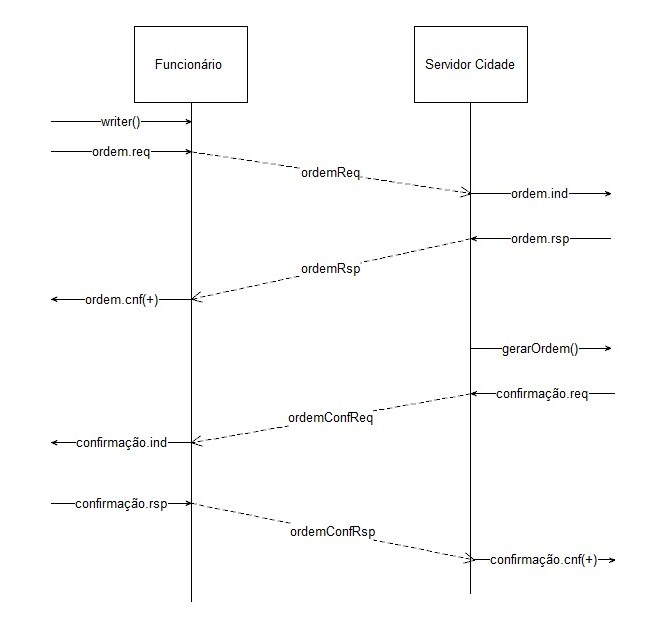 Funcionário
Servidor Cidade
writer()
ordem.req
ordemReq
ordem.ind
ordem.rsp
ordemRsp
ordem.cnf(+)
gerarOrdem()
confirmação.req
ordemConfReq
confirmação.ind
confirmação.rsp
ordemConfRsp
confirmação.cnf(+)